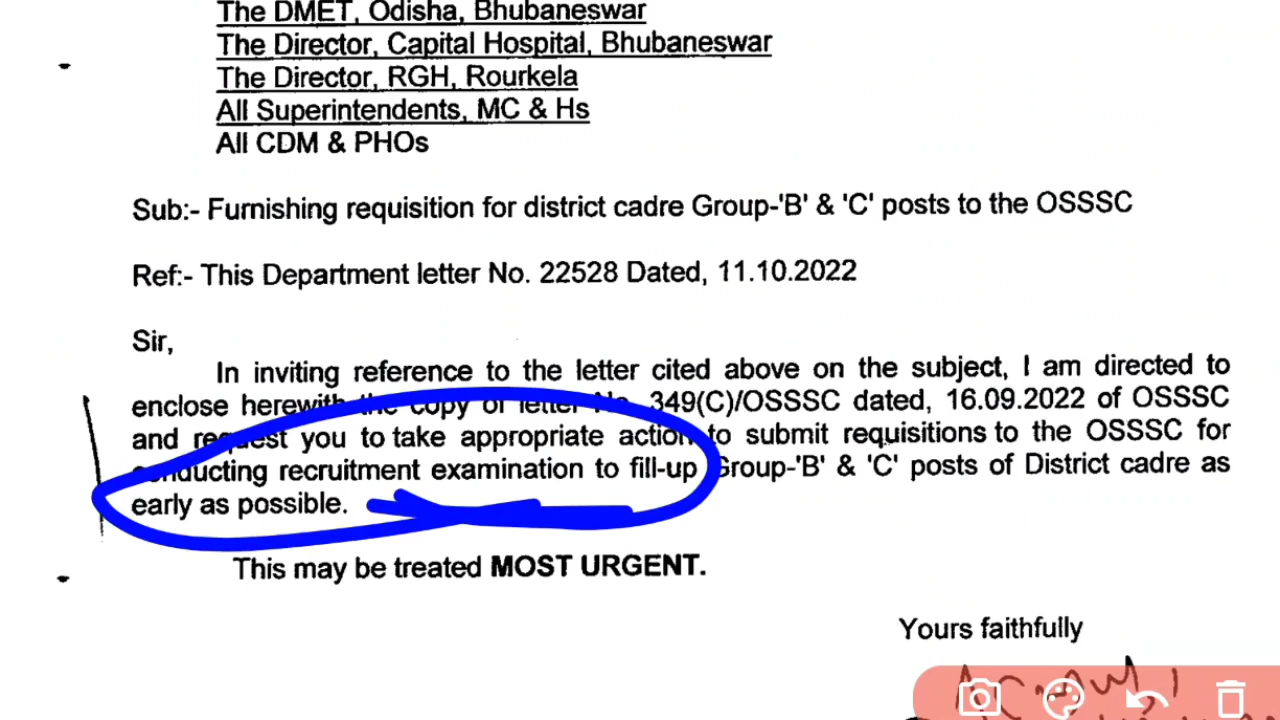 The DMET, Odisha, Bhubaneswar
The Director, Capital Hospital, Bhubaneswar
The Director, RGH, Rourkela
All Superintendents, MC & Hs
All CDM & PHOs
Sub:- Furnishing requisition for district cadre Group-'B' & 'C' posts to the OSSSC
Ref:- This Department letter No. 22528 Dated, 11.10.2022
Sir,
In inviting reference to the letter cited above on the subject, I am directed to
enclose herewith the copy of letter No. 349(C)/OSSSC dated, 16.09.2022 of OSSSC
and request you to take appropriate action to submit requisitions to the OSSSC for
conducting recruitment examination to fill-up Group-'B' & 'C' posts of District cadre as
early as possible.
This may be treated MOST URGENT.
Yours faithfully